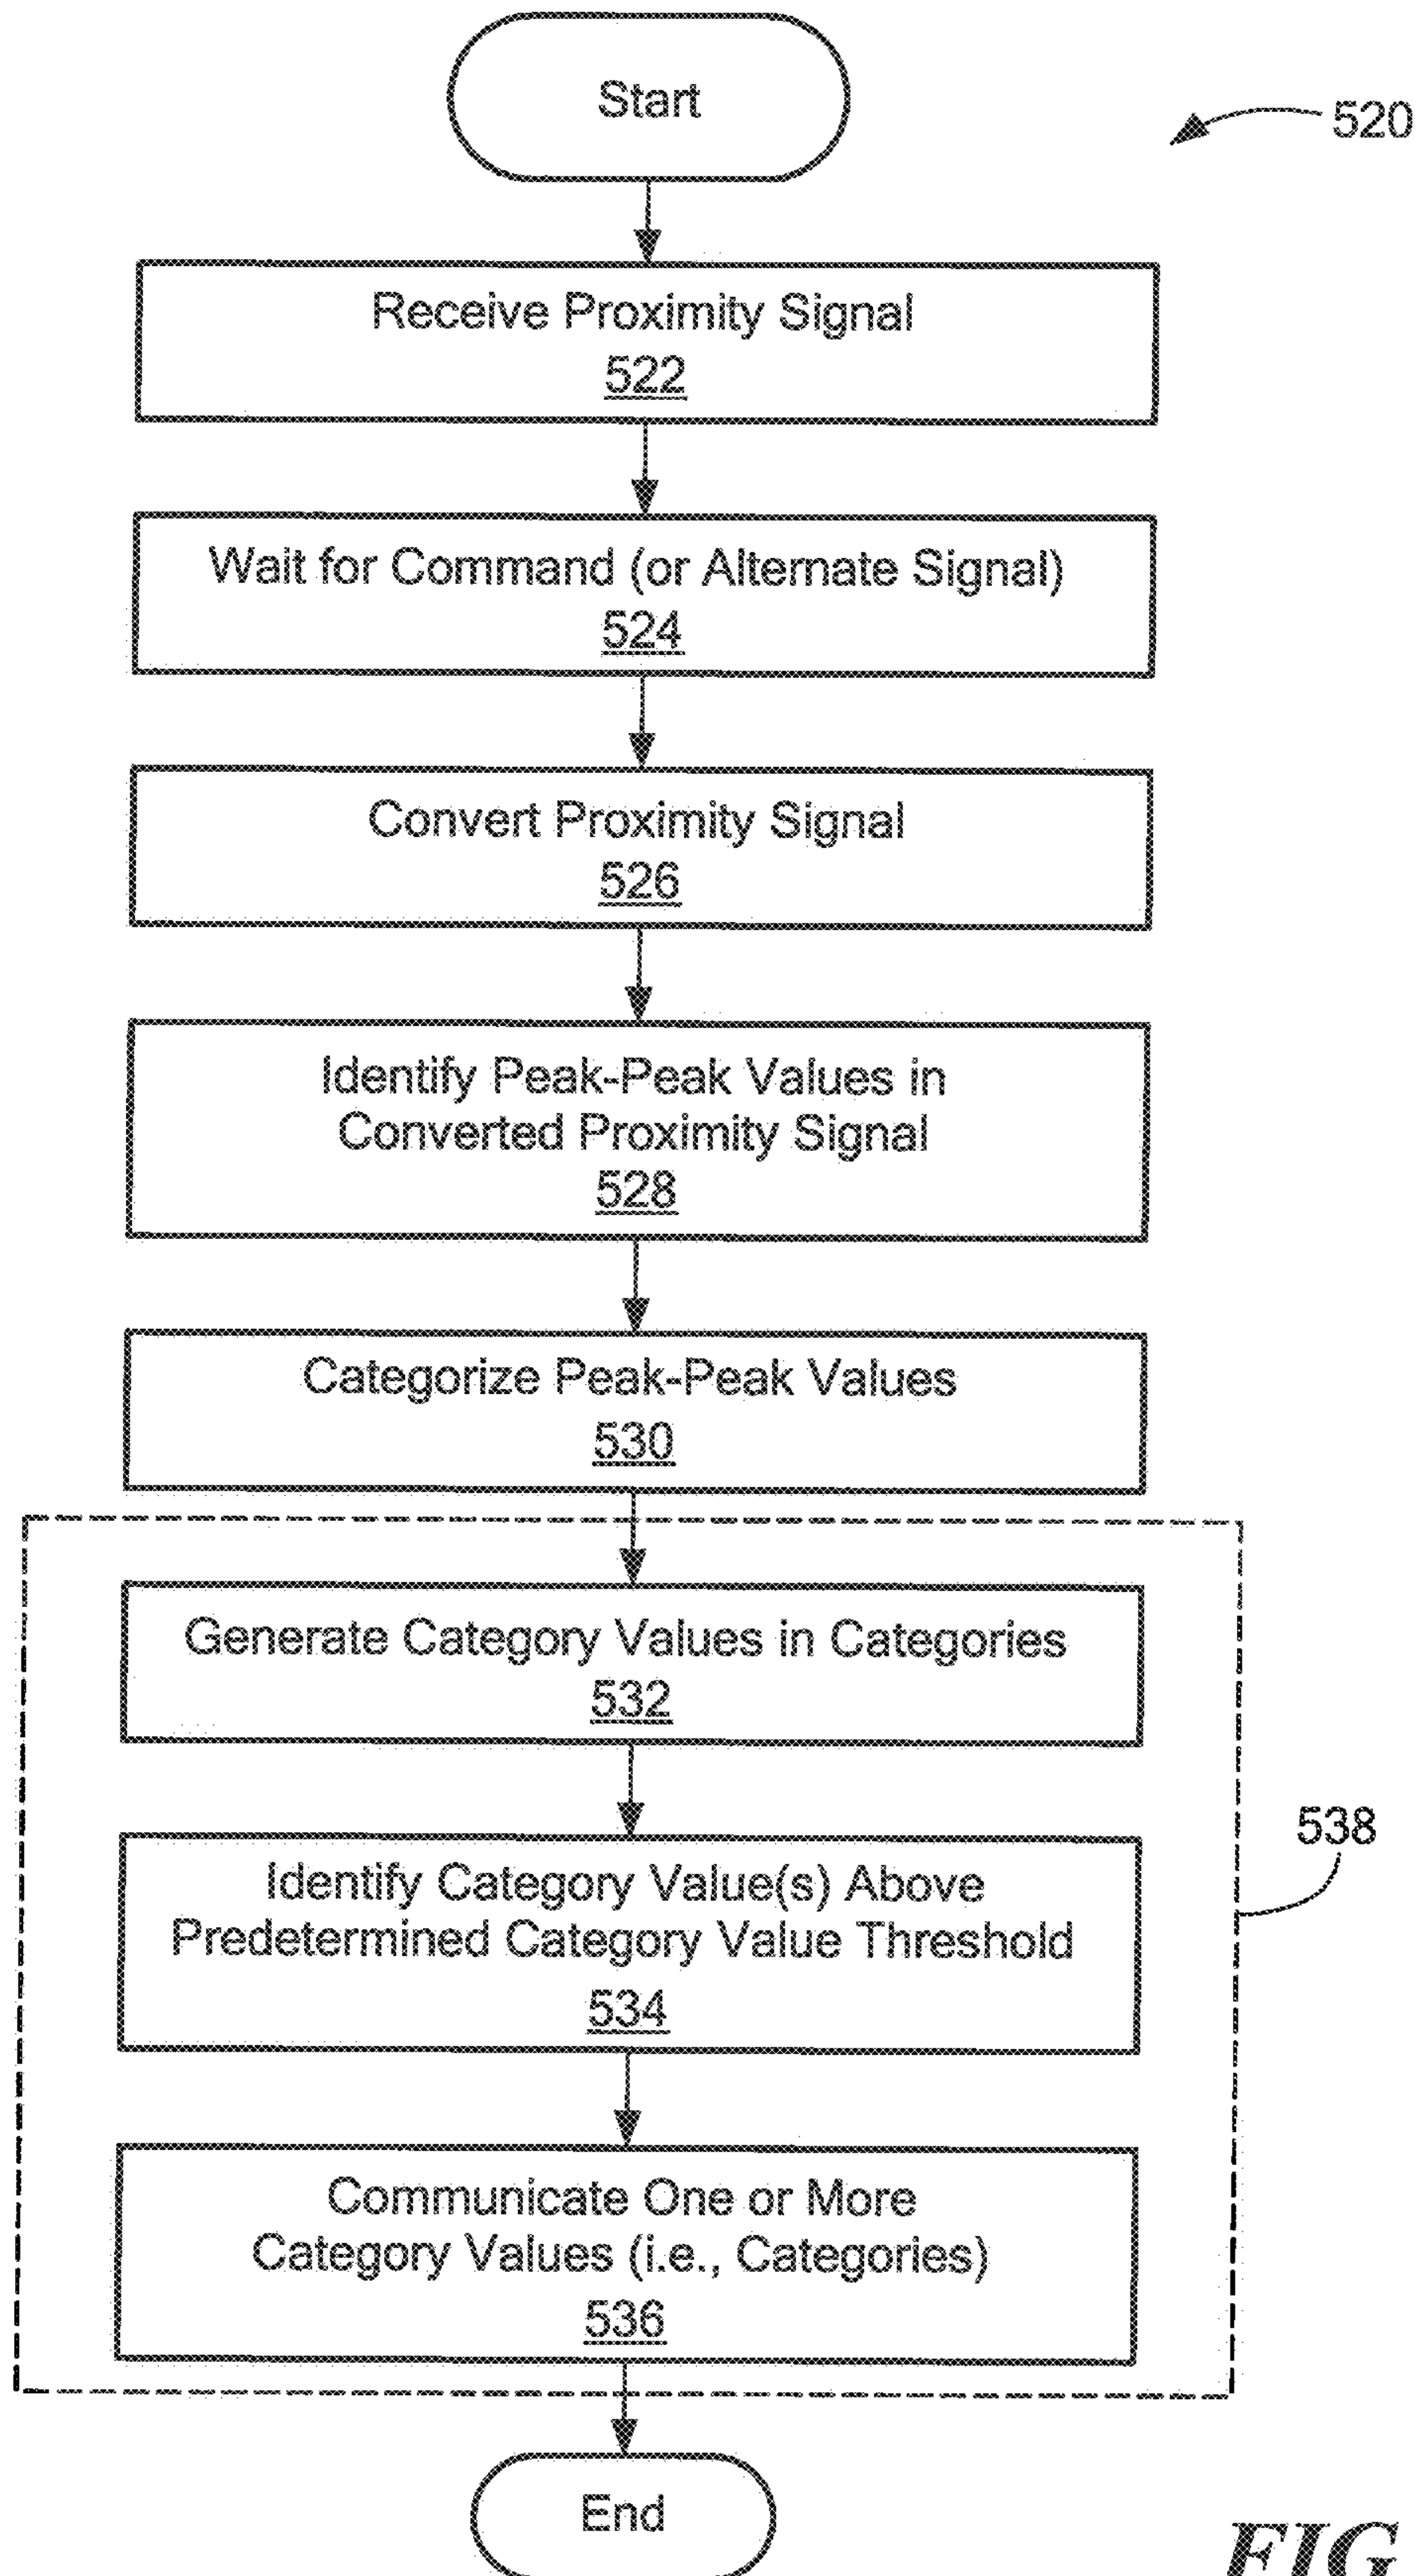 Start
520
Receive Proximity Signal
522
Wait for Command (or Alternate Signal)
524
Convert Proximity Signal
526
Identify Peak-Peak Values in
Converted Proximity Signal
528
Categorize Peak-Peak Values
530
Generate Category Values in Categories
532
538
Identify Category Value(s) Above
Predetermined Category Value Threshold
534
Communicate One or More
Category Values (i.e., Categories)
536
End
FIG